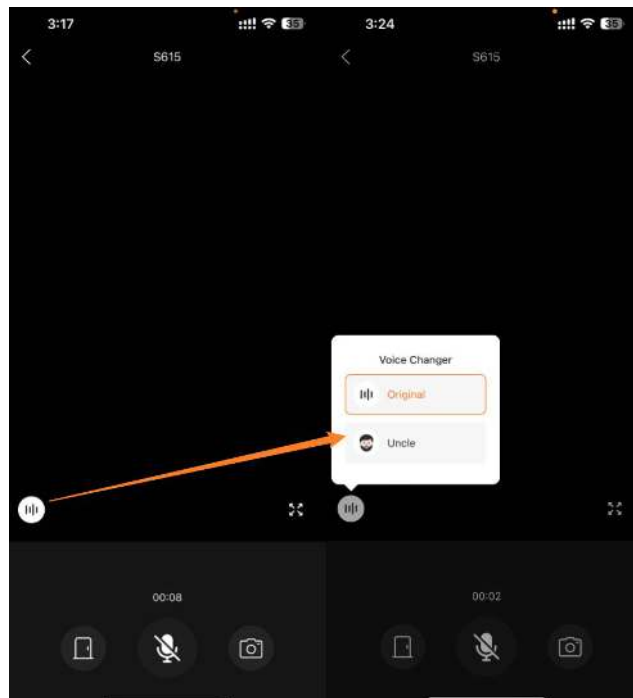 3:17
35
S615
00:08
3:24
35
S615
Voice Changer
Original
Uncle
00:02